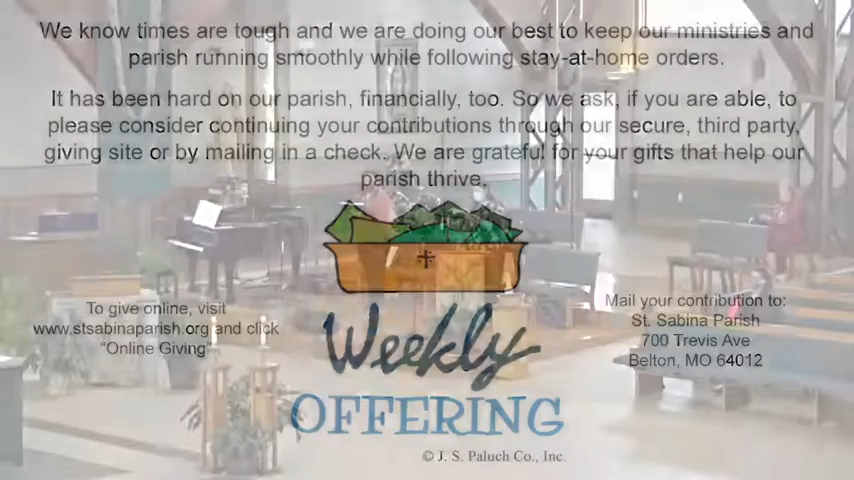 We know times are tough and we are doing our best to keep our ministries and
parish running smoothly while following stay-at-home orders.
It has been hard on our parish, financially, too. So we ask, if you are able, to
please consider continuing your contributions through our secure, third party,
giving site or by mailing in a check. We are grateful for your gifts that help our
parish thrive.
To give online, visit
www.stsabinaparish.org and click
“Online Giving”
Mail your contribution to:
St. Sabina Parish
700 Trevis Ave
Belton, MO 64012
Weekly
OFFERING
© J. S. Paluch Co., Inc.